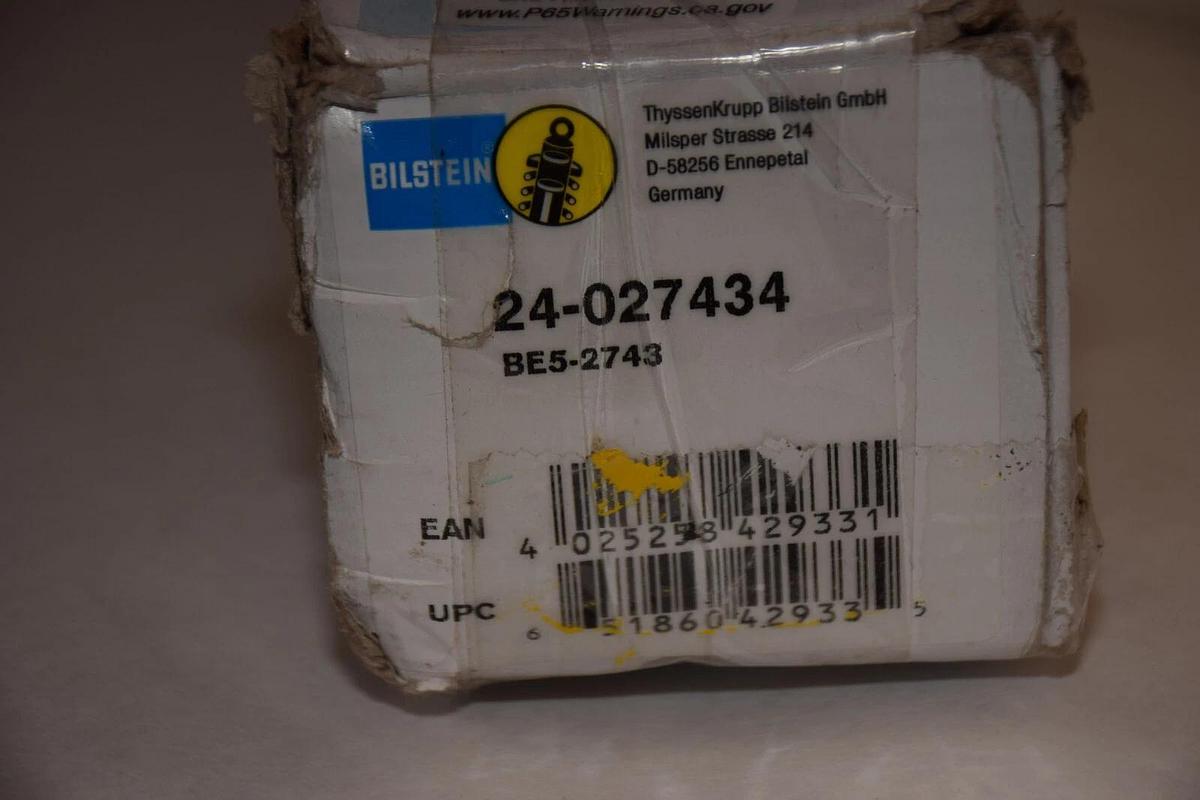 www.P65Warnings.ca.gov
BILSTEIN®
ThyssenKrupp Bilstein GmbH
Milsper Strasse 214
D-58256 Ennepetal
Germany
24-027434
BE5-2743
EAN
4 025258 429331
UPC
6 51860 42933 5